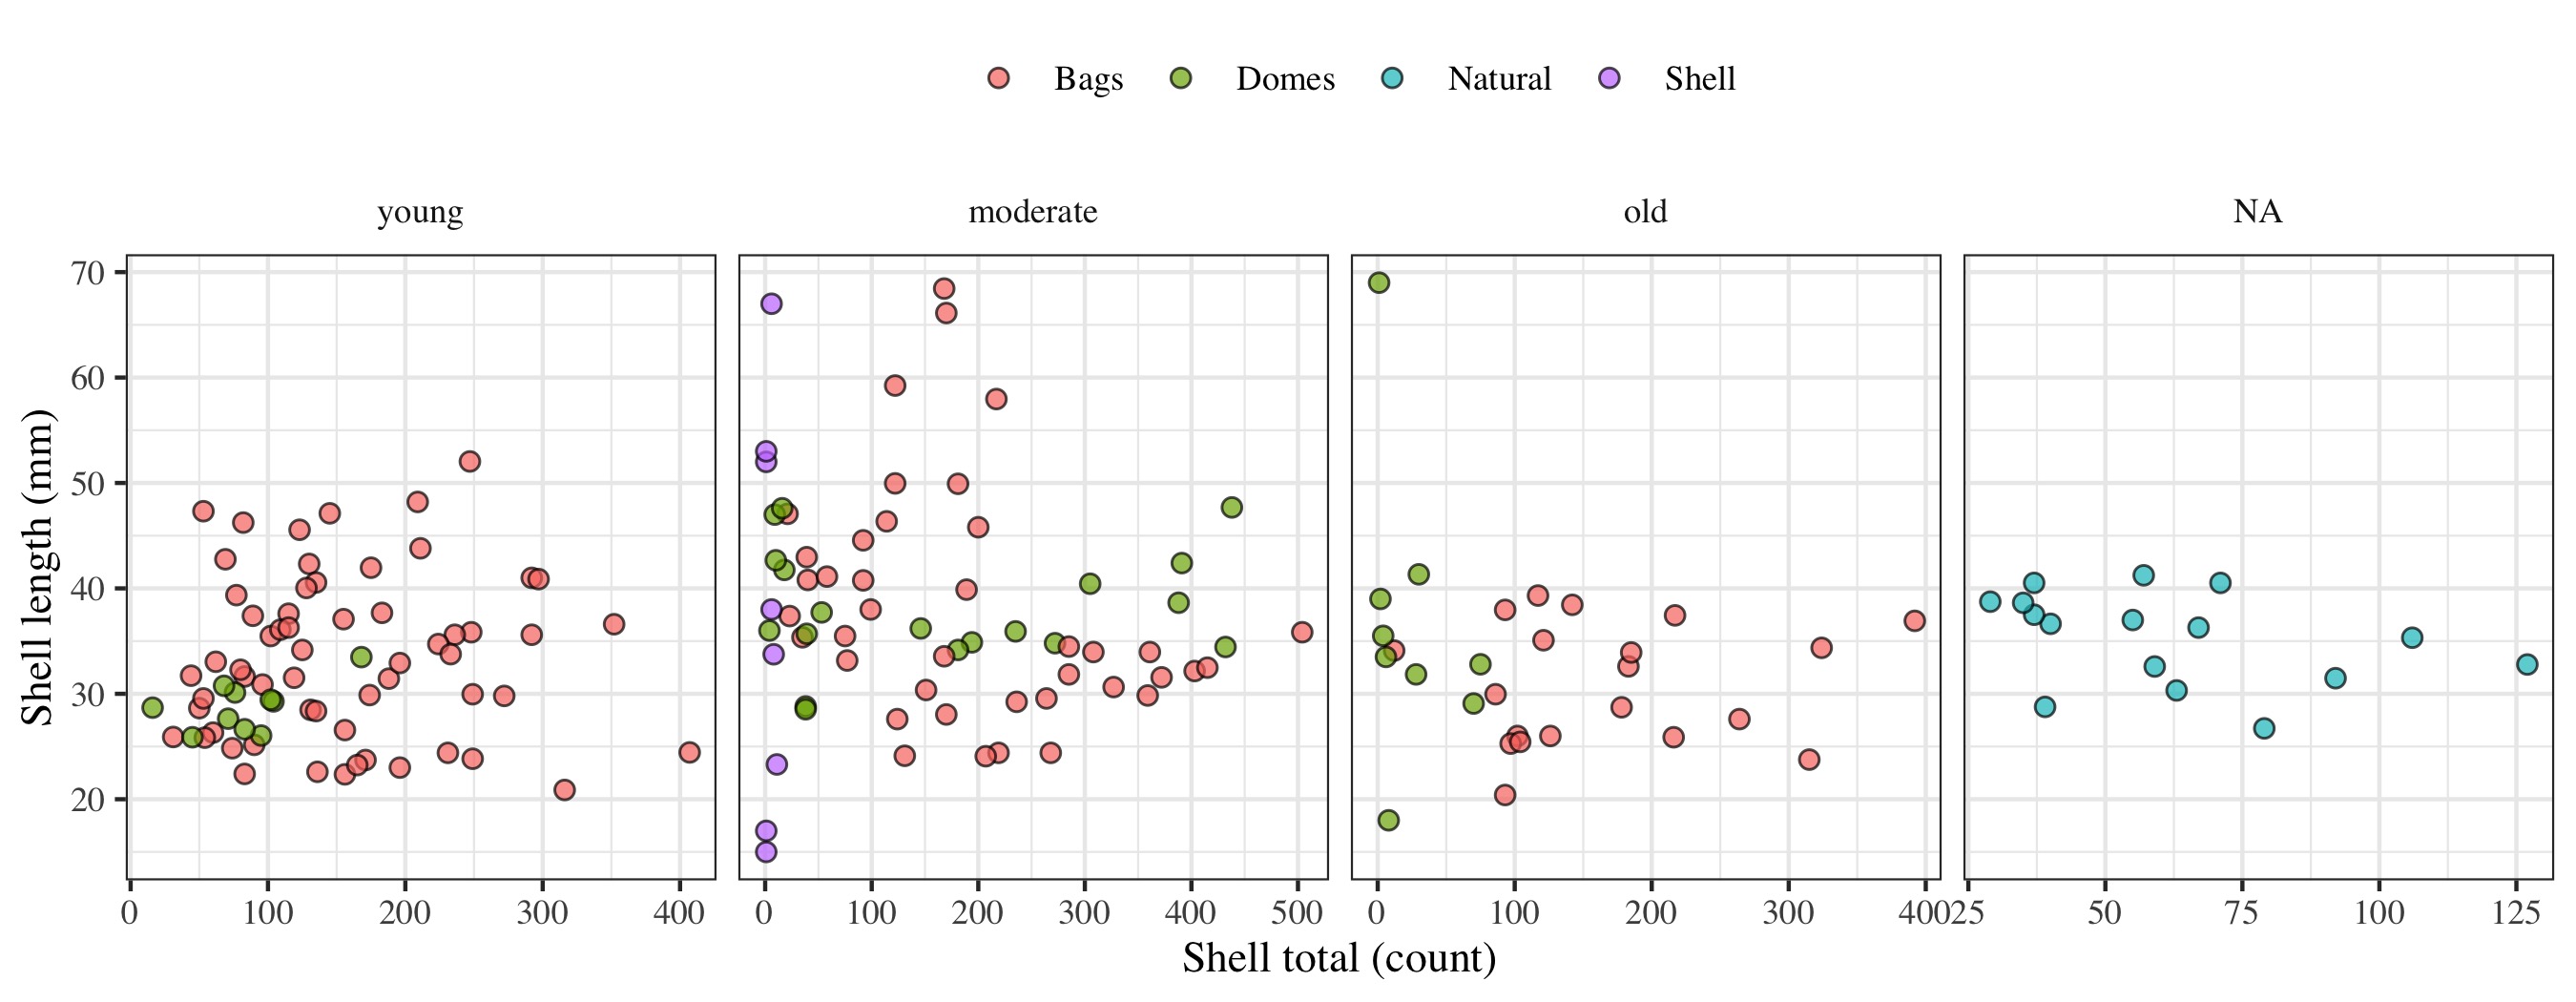 Bags Domes Natural Shell
young moderate old NA
70
60
50
40
30
20
Shell length (mm)
0 100 200 300 400 0 100 200 300 400 500 0 100 200 300 400 25 50 75 100 125
Shell total (count)